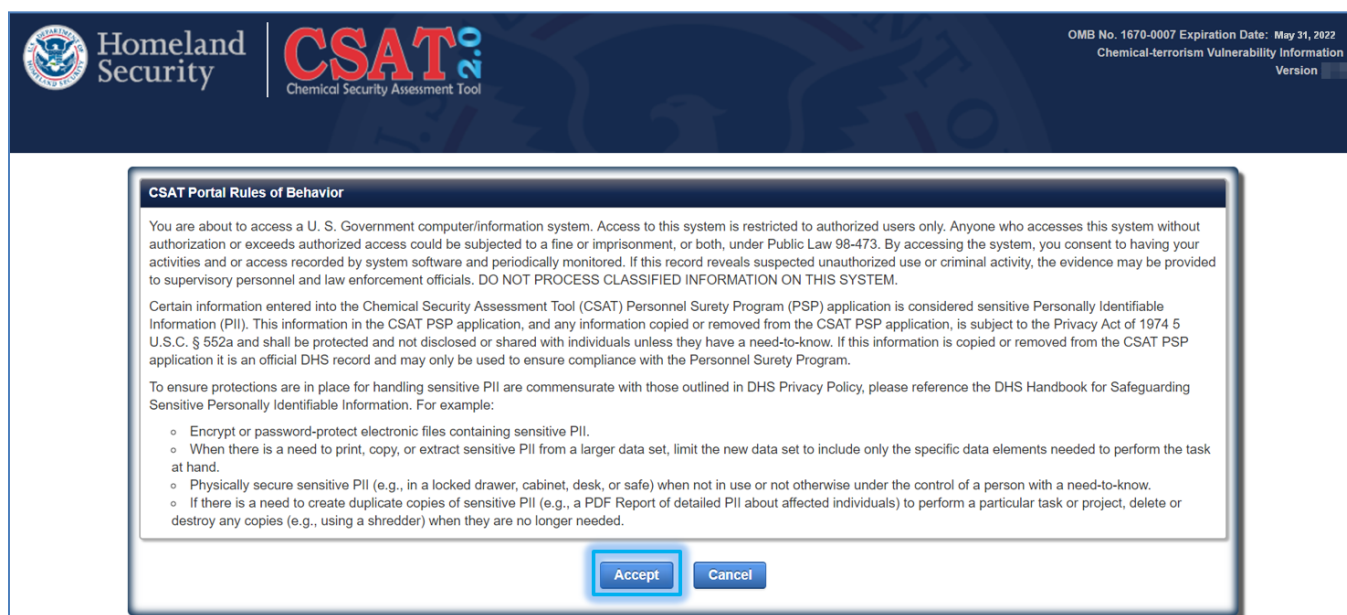 Homeland
Security
CSAT 2.0
Chemical Security Assessment Tool
OMB No. 1670-0007 Expiration Date: May 31, 2022
Chemical-terrorism Vulnerability Information
Version
CSAT Portal Rules of Behavior
You are about to access a U. S. Government computer/information system. Access to this system is restricted to authorized users only. Anyone who accesses this system without
authorization or exceeds authorized access could be subjected to a fine or imprisonment, or both, under Public Law 98-473. By accessing the system, you consent to having your
activities and or access recorded by system software and periodically monitored. If this record reveals suspected unauthorized use or criminal activity, the evidence may be provided
to supervisory personnel and law enforcement officials. DO NOT PROCESS CLASSIFIED INFORMATION ON THIS SYSTEM.
Certain information entered into the Chemical Security Assessment Tool (CSAT) Personnel Surety Program (PSP) application is considered sensitive Personally Identifiable
Information (PII). This information in the CSAT PSP application, and any information copied or removed from the CSAT PSP application, is subject to the Privacy Act of 1974 5
U.S.C. § 552a and shall be protected and not disclosed or shared with individuals unless they have a need-to-know. If this information is copied or removed from the CSAT PSP
application it is an official DHS record and may only be used to ensure compliance with the Personnel Surety Program.
To ensure protections are in place for handling sensitive PII are commensurate with those outlined in DHS Privacy Policy, please reference the DHS Handbook for Safeguarding
Sensitive Personally Identifiable Information. For example:
Encrypt or password-protect electronic files containing sensitive PII.
When there is a need to print, copy, or extract sensitive PII from a larger data set, limit the new data set to include only the specific data elements needed to perform the task
at hand.
Physically secure sensitive PII (e.g., in a locked drawer, cabinet, desk, or safe) when not in use or not otherwise under the control of a person with a need-to-know.
If there is a need to create duplicate copies of sensitive PII (e.g., a PDF Report of detailed PII about affected individuals) to perform a particular task or project, delete or
destroy any copies (e.g., using a shredder) when they are no longer needed.
Accept Cancel